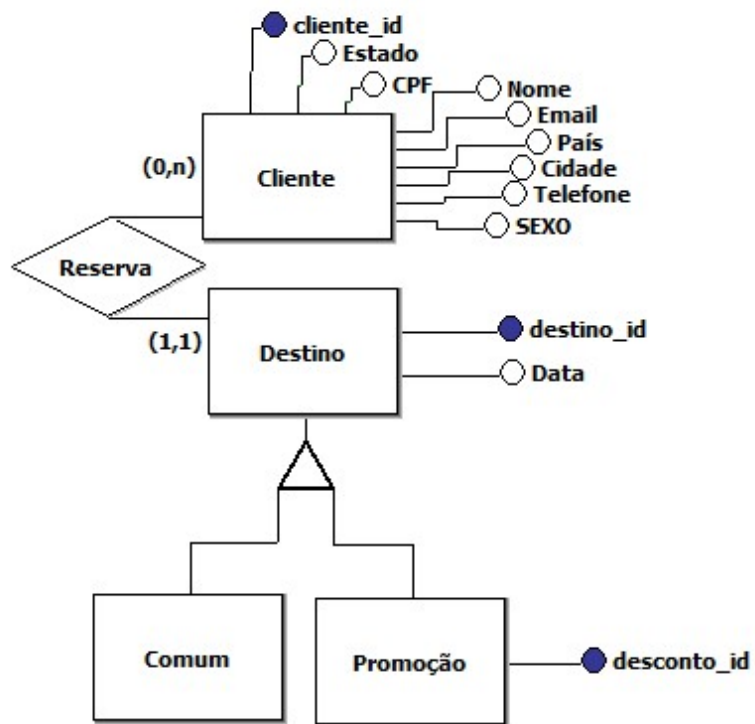 cliente_id
Estado
CPF
Nome
Email
País
Cidade
Telefone
SEXO
(0,n)
Cliente
Reserva
(1,1)
Destino
destino_id
Data
Comum
Promoção
desconto_id